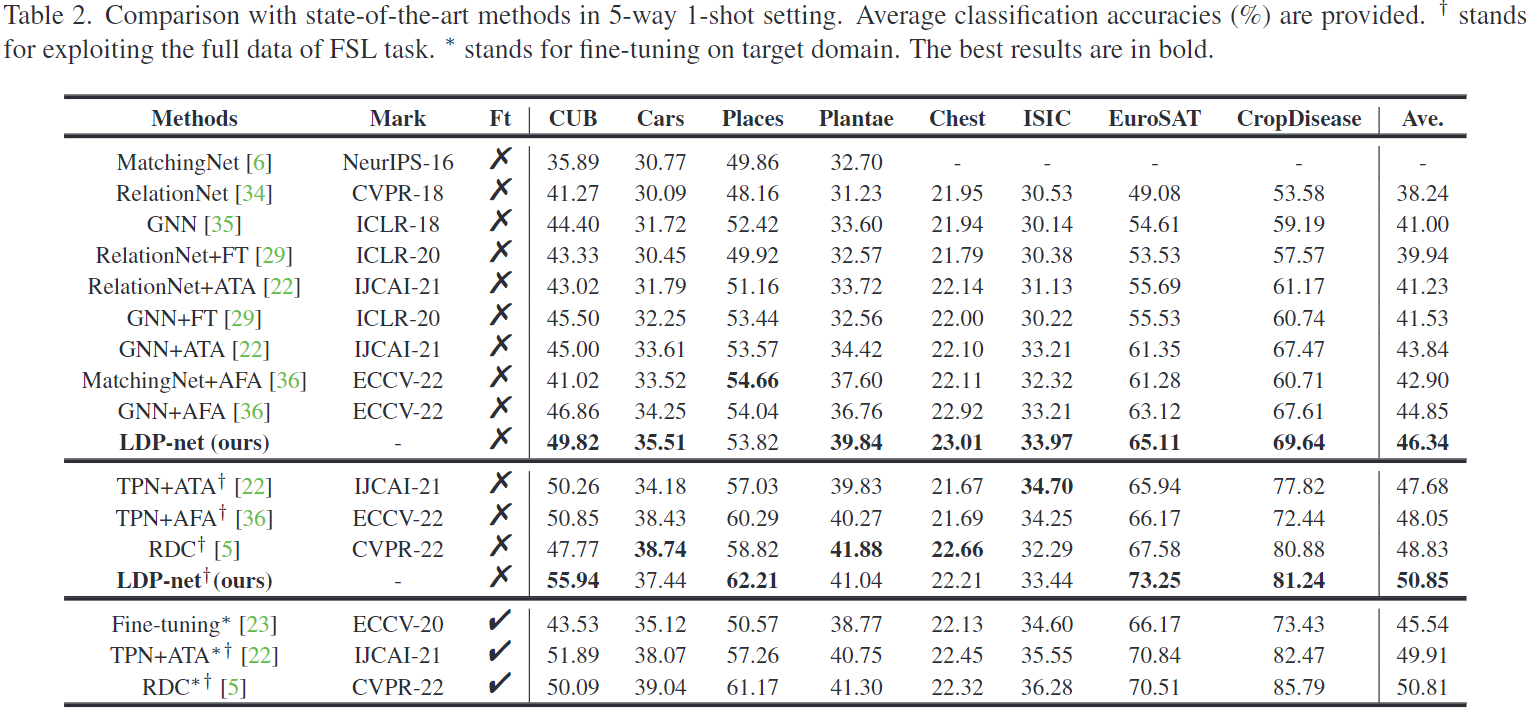 Table 2. Comparison with state-of-the-art methods in 5-way 1-shot setting. Average classification accuracies (%) are provided. † stands
for exploiting the full data of FSL task. * stands for fine-tuning on target domain. The best results are in bold.
Methods Mark Ft CUB Cars Places Plantae Chest ISIC EuroSAT CropDisease Ave.
MatchingNet [6] NeurIPS-16 ✗ 35.89 30.77 49.86 32.70 - - - - -
RelationNet [34] CVPR-18 ✗ 41.27 30.09 48.16 31.23 21.95 30.53 49.08 53.58 38.24
GNN [35] ICLR-18 ✗ 44.40 31.72 52.42 33.60 21.94 30.14 54.61 59.19 41.00
RelationNet+FT [29] ICLR-20 ✗ 43.33 30.45 49.92 32.57 21.79 30.38 53.53 57.57 39.94
RelationNet+ATA [22] IJCAI-21 ✗ 43.02 31.79 51.16 33.72 22.14 31.13 55.69 61.17 41.23
GNN+FT [29] ICLR-20 ✗ 45.50 32.25 53.44 32.56 22.00 30.22 55.53 60.74 41.53
GNN+ATA [22] IJCAI-21 ✗ 45.00 33.61 53.57 34.42 22.10 33.21 61.35 67.47 43.84
MatchingNet+AFA [36] ECCV-22 ✗ 41.02 33.52 54.66 37.60 22.11 32.32 61.28 60.71 42.90
GNN+AFA [36] ECCV-22 ✗ 46.86 34.25 54.04 36.76 22.92 33.21 63.12 67.61 44.85
LDP-net (ours) - ✗ 49.82 35.51 53.82 39.84 23.01 33.97 65.11 69.64 46.34
TPN+ATA† [22] IJCAI-21 ✗ 50.26 34.18 57.03 39.83 21.67 34.70 65.94 77.82 47.68
TPN+AFA† [36] ECCV-22 ✗ 50.85 38.43 60.29 40.27 21.69 34.25 66.17 72.44 48.05
RDC† [5] CVPR-22 ✗ 47.77 38.74 58.82 41.88 22.66 32.29 67.58 80.88 48.83
LDP-net†(ours) - ✗ 55.94 37.44 62.21 41.04 22.21 33.44 73.25 81.24 50.85
Fine-tuning* [23] ECCV-20 ✔ 43.53 35.12 50.57 38.77 22.13 34.60 66.17 73.43 45.54
TPN+ATA*† [22] IJCAI-21 ✔ 51.89 38.07 57.26 40.75 22.45 35.55 70.84 82.47 49.91
RDC*† [5] CVPR-22 ✔ 50.09 39.04 61.17 41.30 22.32 36.28 70.51 85.79 50.81